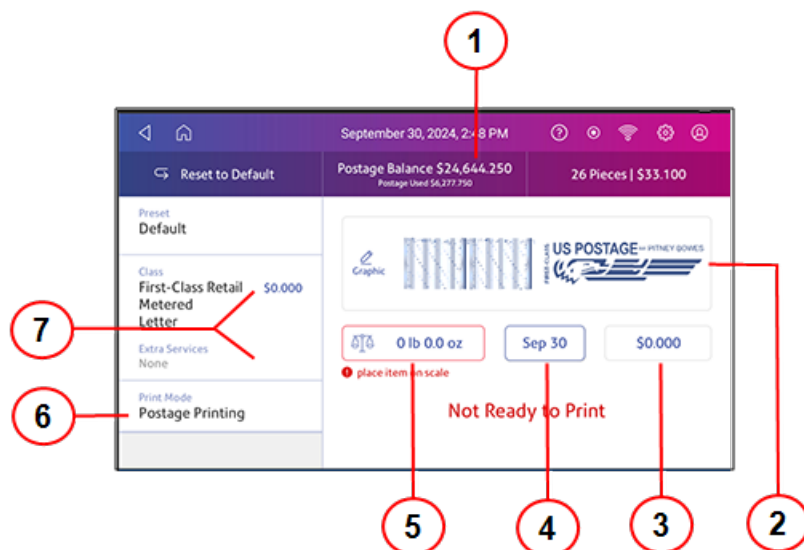 1
September 30, 2024, 2:48 PM
Reset to Default
Postage Balance $24,644.250
Postage Used $6,277.750
26 Pieces | $33.100
Preset
Default
Class
First-Class Retail $0.000
Metered
Letter
Extra Services
None
Print Mode
Postage Printing
Graphic
FIRST-CLASS
US POSTAGE PITNEY BOWES
0 lb 0.0 oz
Sep 30
$0.000
place item on scale
Not Ready to Print
7
6
5
4
3
2